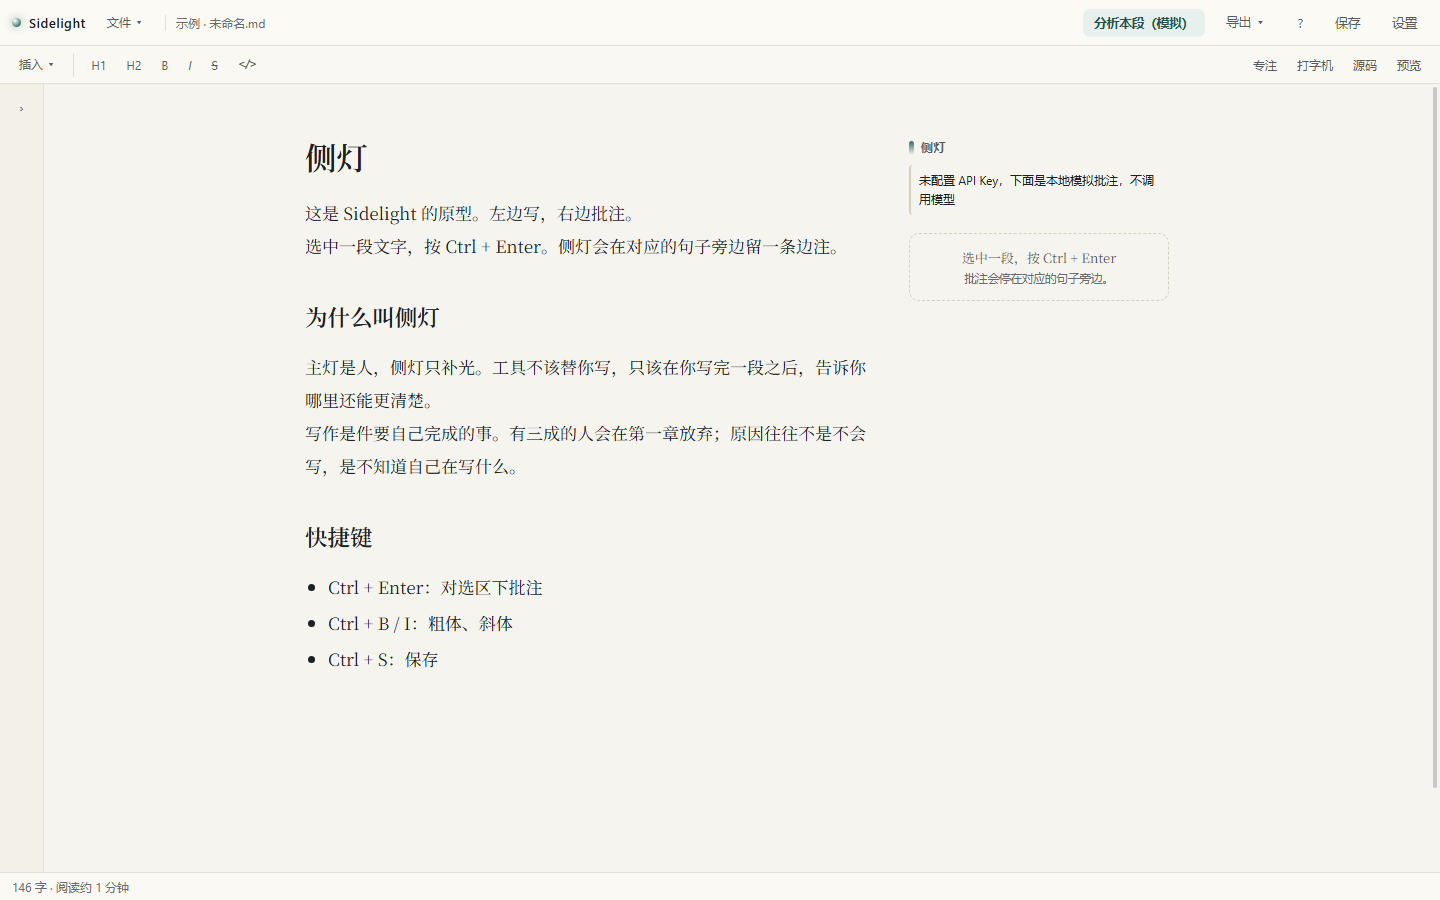 Sidelight 文件 ▾ 示例 · 未命名.md 分析本段（模拟） 导出 ▾ ? 保存 设置
插入 ▾ H1 H2 B I S </> 专注 打字机 源码 预览
›
侧灯
这是 Sidelight 的原型。左边写，右边批注。
选中一段文字，按 Ctrl + Enter。侧灯会在对应的句子旁边留一条边注。
为什么叫侧灯
主灯是人，侧灯只补光。工具不该替你写，只该在你写完一段之后，告诉你
哪里还能更清楚。
写作是件要自己完成的事。有三成的人会在第一章放弃；原因往往不是不会
写，是不知道自己在写什么。
快捷键
• Ctrl + Enter：对选区下批注
• Ctrl + B / I：粗体、斜体
• Ctrl + S：保存
侧灯
未配置 API Key，下面是本地模拟批注，不调
用模型
选中一段，按 Ctrl + Enter
批注会停在对应的句子旁边。
146 字 · 阅读约 1 分钟